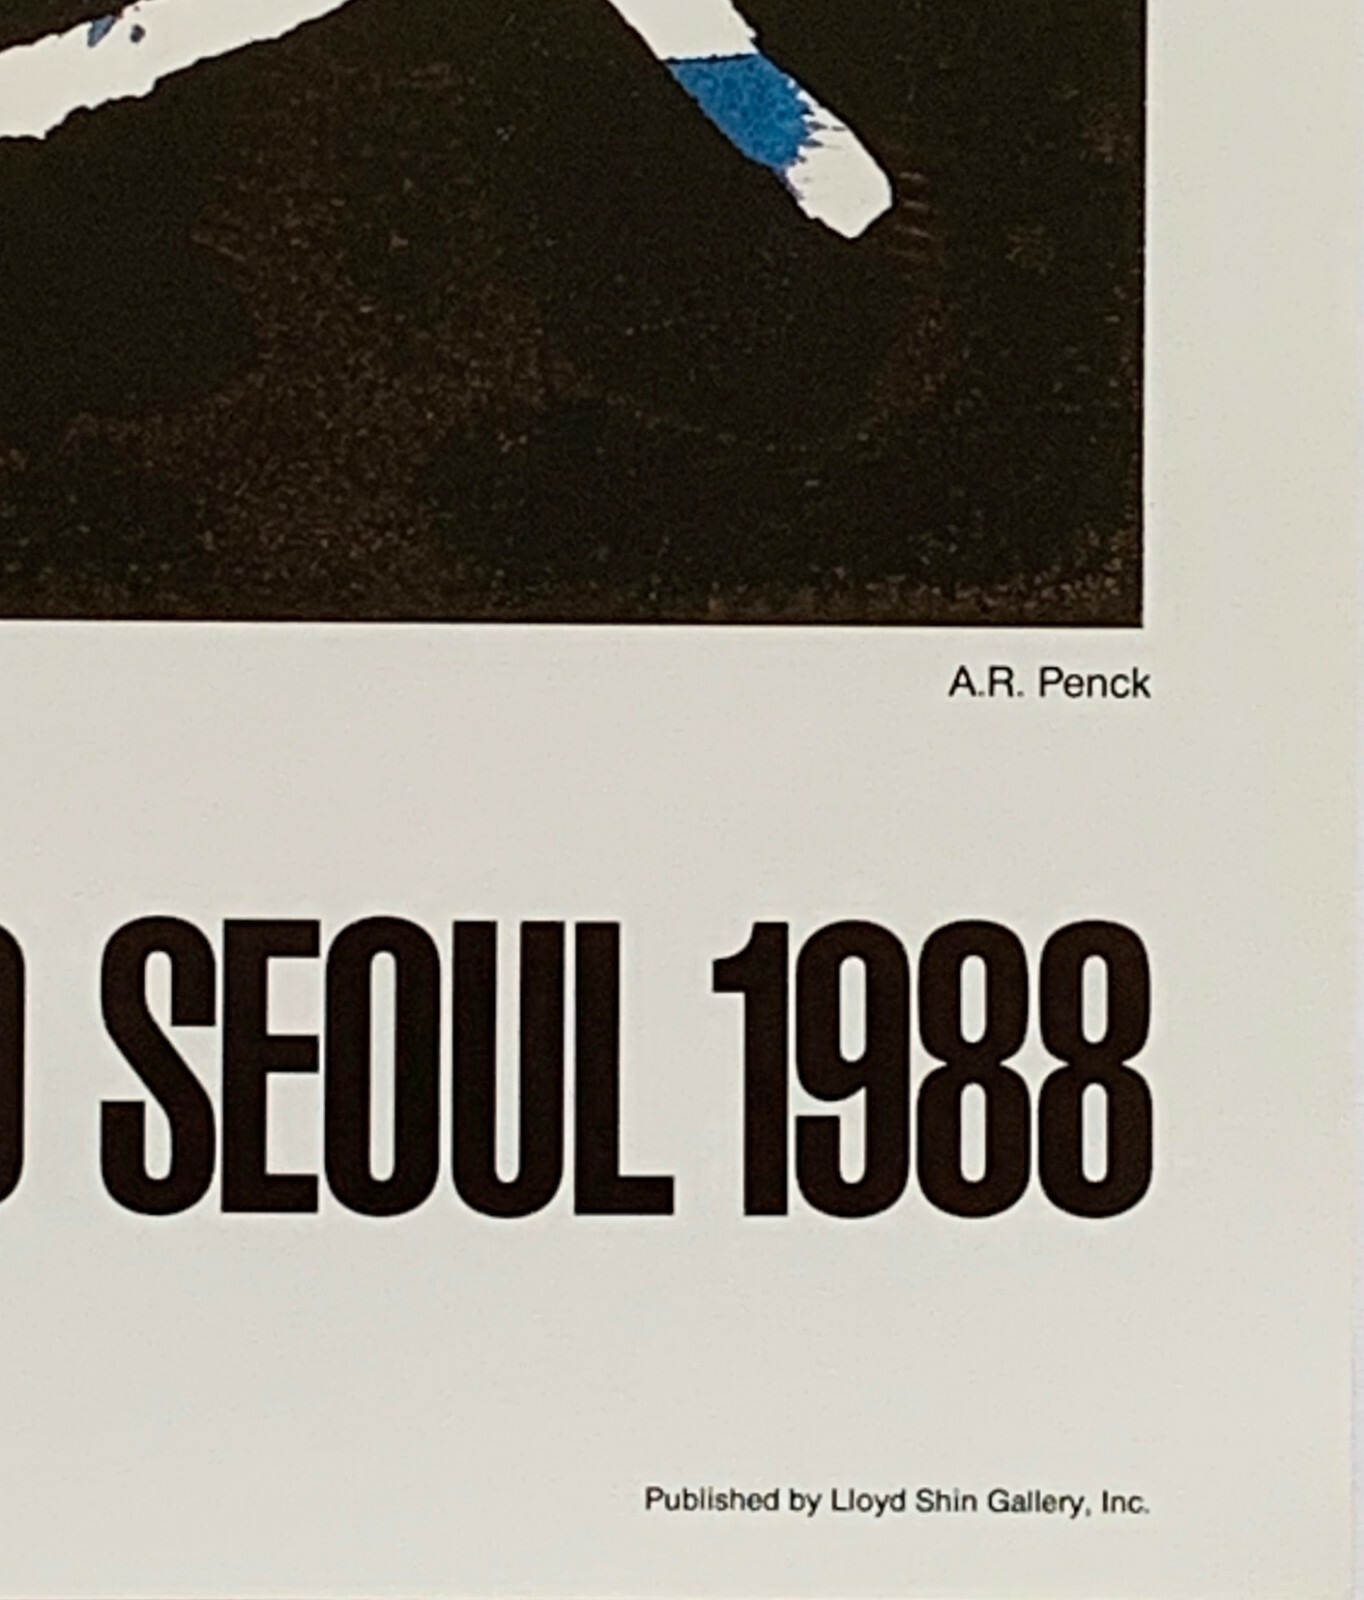 A.R. Penck
SEOUL 1988
Published by Lloyd Shin Gallery, Inc.